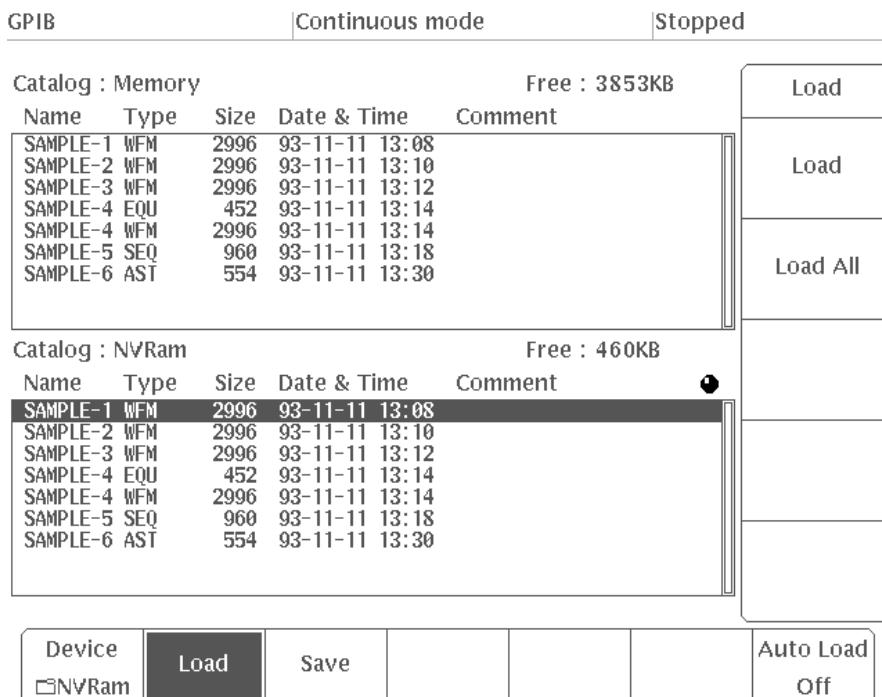 GPIB Continuous mode Stopped
Catalog : Memory Free : 3853KB
Name Type Size Date & Time Comment
SAMPLE-1 WFM 2996 93-11-11 13:08
SAMPLE-2 WFM 2996 93-11-11 13:10
SAMPLE-3 WFM 2996 93-11-11 13:12
SAMPLE-4 EQU 452 93-11-11 13:14
SAMPLE-4 WFM 2996 93-11-11 13:14
SAMPLE-5 SEQ 960 93-11-11 13:18
SAMPLE-6 AST 554 93-11-11 13:30
Catalog : NVRam Free : 460KB
Name Type Size Date & Time Comment
SAMPLE-1 WFM 2996 93-11-11 13:08
SAMPLE-2 WFM 2996 93-11-11 13:10
SAMPLE-3 WFM 2996 93-11-11 13:12
SAMPLE-4 EQU 452 93-11-11 13:14
SAMPLE-4 WFM 2996 93-11-11 13:14
SAMPLE-5 SEQ 960 93-11-11 13:18
SAMPLE-6 AST 554 93-11-11 13:30
Load
Load
Load All
Device
NVRam
Load
Save
Auto Load
Off